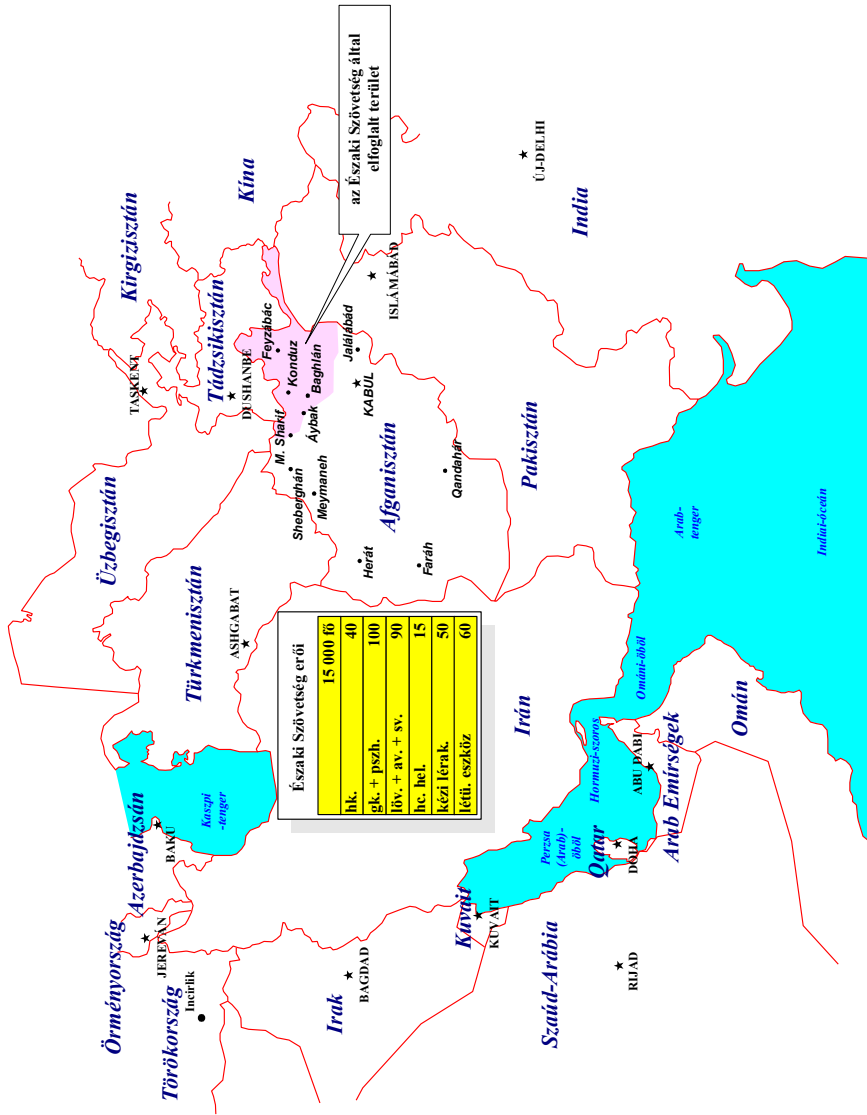 Örményország
JEREVÁN
Azerbajdzsán
BAKU
Törökország
Incirlik
Kaszpi
-tenger
Üzbegisztán
TASKENT
Kirgizisztán
Türkmenisztán
ASHGABAT
Tádzsikisztán
DUSHANBE
Kína
Feyzábác
Konduz
Baghlán
M. Sharif
Áybak
Sheberghán
Meymaneh
Jalálabád
KABUL
Herát
Faráh
Qandahár
Afganisztán
az Északi Szövetség által
elfoglalt terület
ISLÁMÁBÁD
Északi Szövetség erői
15 000 fő
hk. 40
gk. + pszh. 100
löv. + av. + sv. 90
hc. hel. 15
kézi lérak. 50
létü. eszköz 60
Irak
BAGDAD
Irán
Pakisztán
India
ÚJ-DELHI
Kuvait
KUVAIT
Perzsa
(Arab)-
öböl
Hormuzi-szoros
Ománi-öböl
Arab-
tenger
Indiai-óceán
Szaúd-Arábia
RIJAD
Qatar
DOHA
ABU DABI
Arab Emírségek
Omán